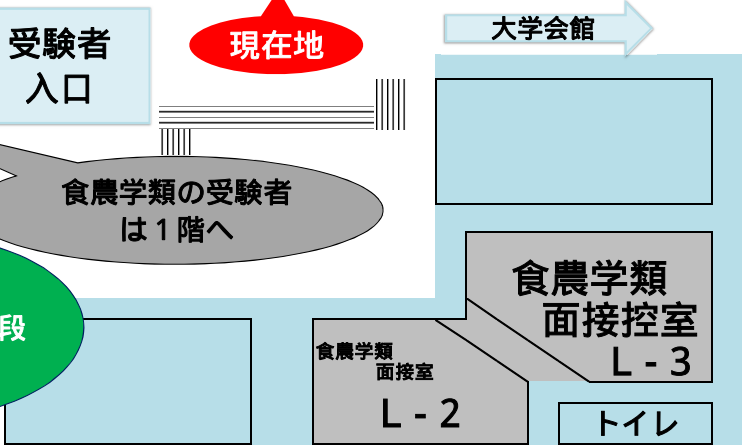 受験者
入口
現在地
大学会館
食農学類の受験者
は１階へ
段
食農学類
面接控室
L - 3
食農学類
面接室
L - 2
トイレ